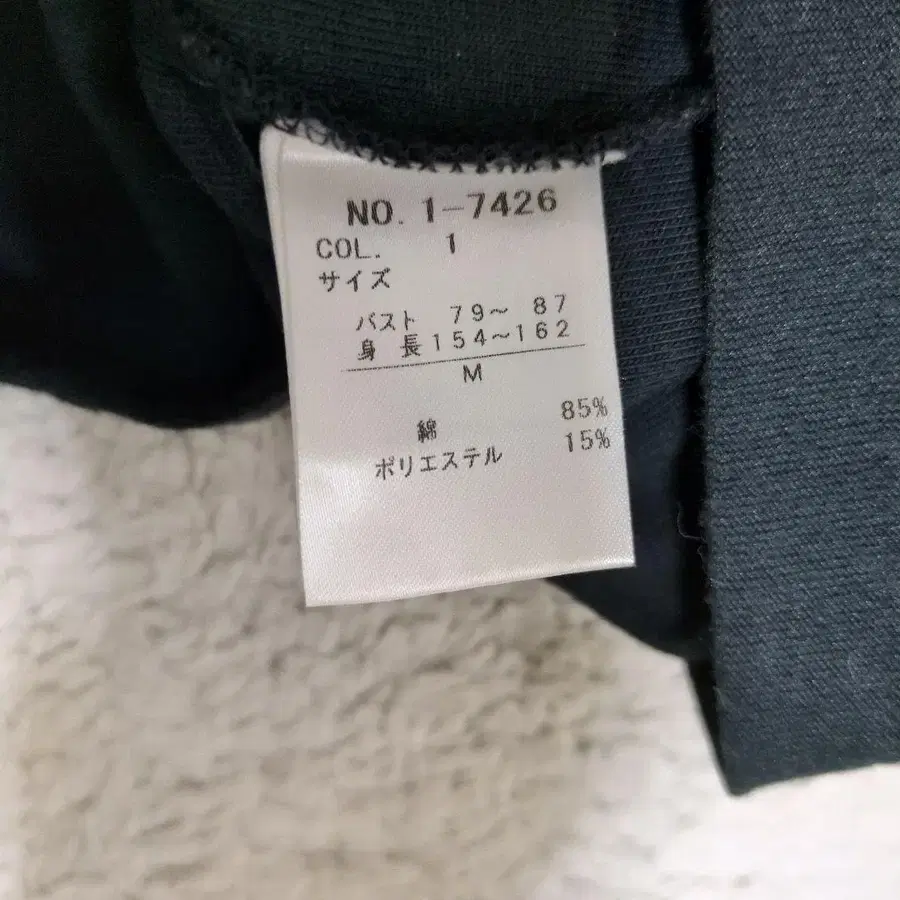 NO. 1-7426
COL. 1
サイズ
バスト 79～ 87
身 長 154～162
M
綿 85%
ポリエステル 15%